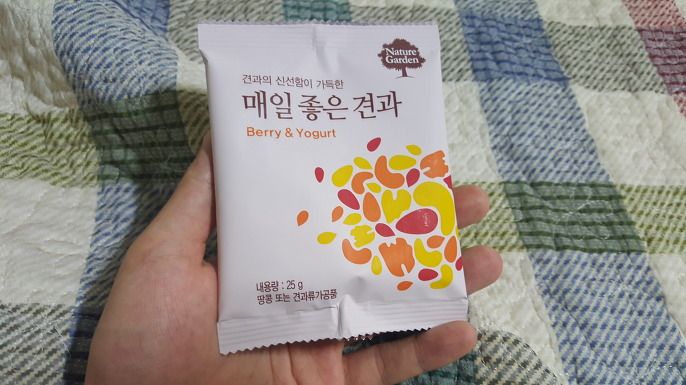 Nature
Garden
견과의 신선함이 가득한
매일 좋은 견과
Berry & Yogurt
내용량 : 25 g
땅콩 또는 견과류가공품